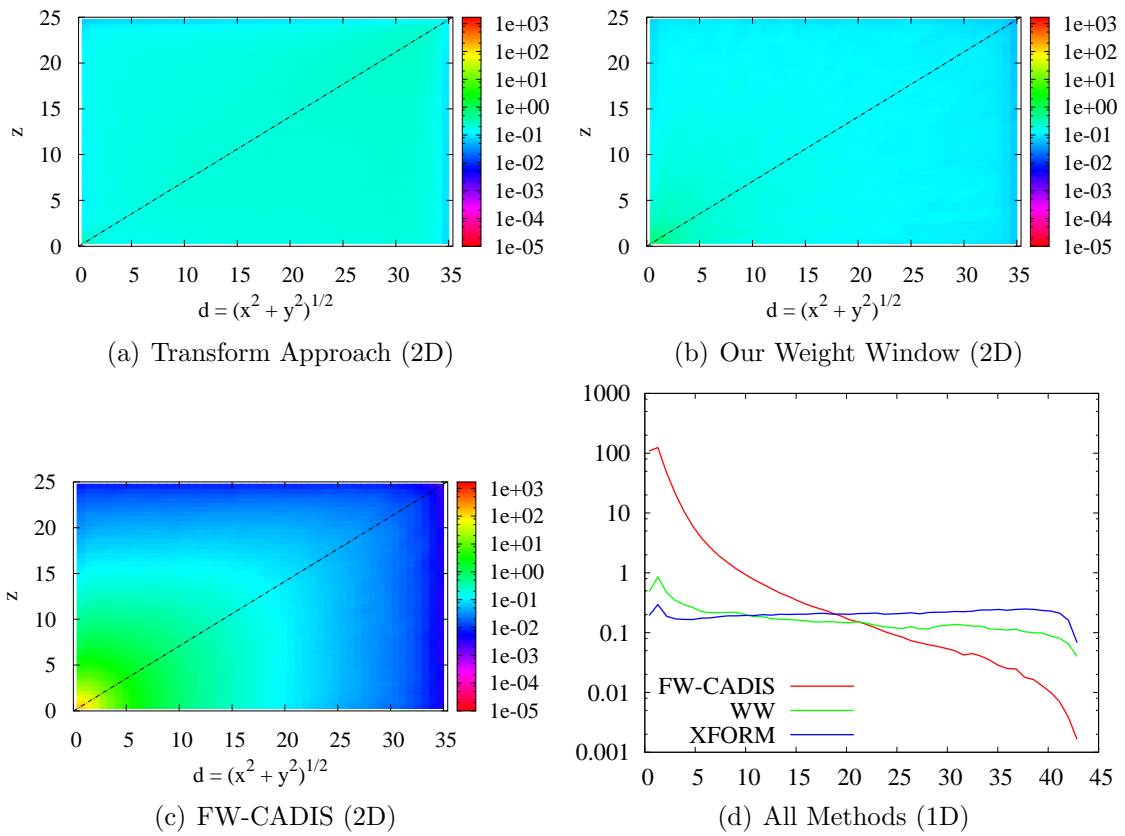 25
20
15
10
5
0
z
0 5 10 15 20 25 30 35
d = (x² + y²)^1/2
1e+03
1e+02
1e+01
1e+00
1e-01
1e-02
1e-03
1e-04
1e-05
(a) Transform Approach (2D)
25
20
15
10
5
0
z
0 5 10 15 20 25 30 35
d = (x² + y²)^1/2
1e+03
1e+02
1e+01
1e+00
1e-01
1e-02
1e-03
1e-04
1e-05
(b) Our Weight Window (2D)
25
20
15
10
5
0
z
0 5 10 15 20 25 30 35
d = (x² + y²)^1/2
1e+03
1e+02
1e+01
1e+00
1e-01
1e-02
1e-03
1e-04
1e-05
(c) FW-CADIS (2D)
1000
100
10
1
0.1
0.01
0.001
FW-CADIS
WW
XFORM
0 5 10 15 20 25 30 35 40 45
(d) All Methods (1D)